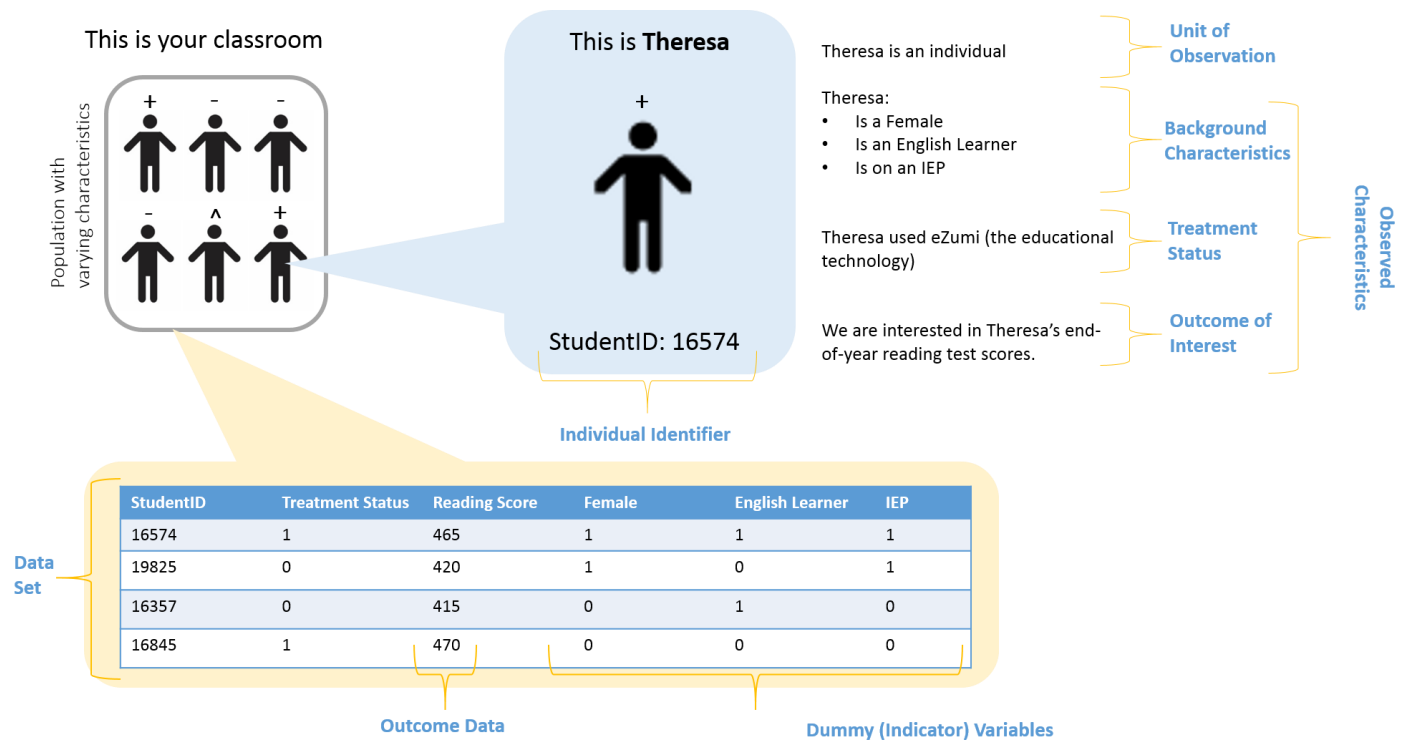 This is your classroom
Population with
varying characteristics
+ - -
- ^ +
This is Theresa
+
StudentID: 16574
Individual Identifier
Theresa is an individual
Unit of
Observation
Theresa:
• Is a Female
• Is an English Learner
• Is on an IEP
Background
Characteristics
Theresa used eZumi (the educational
technology)
Treatment
Status
We are interested in Theresa’s end-
of-year reading test scores.
Outcome of
Interest
Observed
Characteristics
Data
Set
StudentID Treatment Status Reading Score Female English Learner IEP
16574 1 465 1 1 1
19825 0 420 1 0 1
16357 0 415 0 1 0
16845 1 470 0 0 0
Outcome Data
Dummy (Indicator) Variables